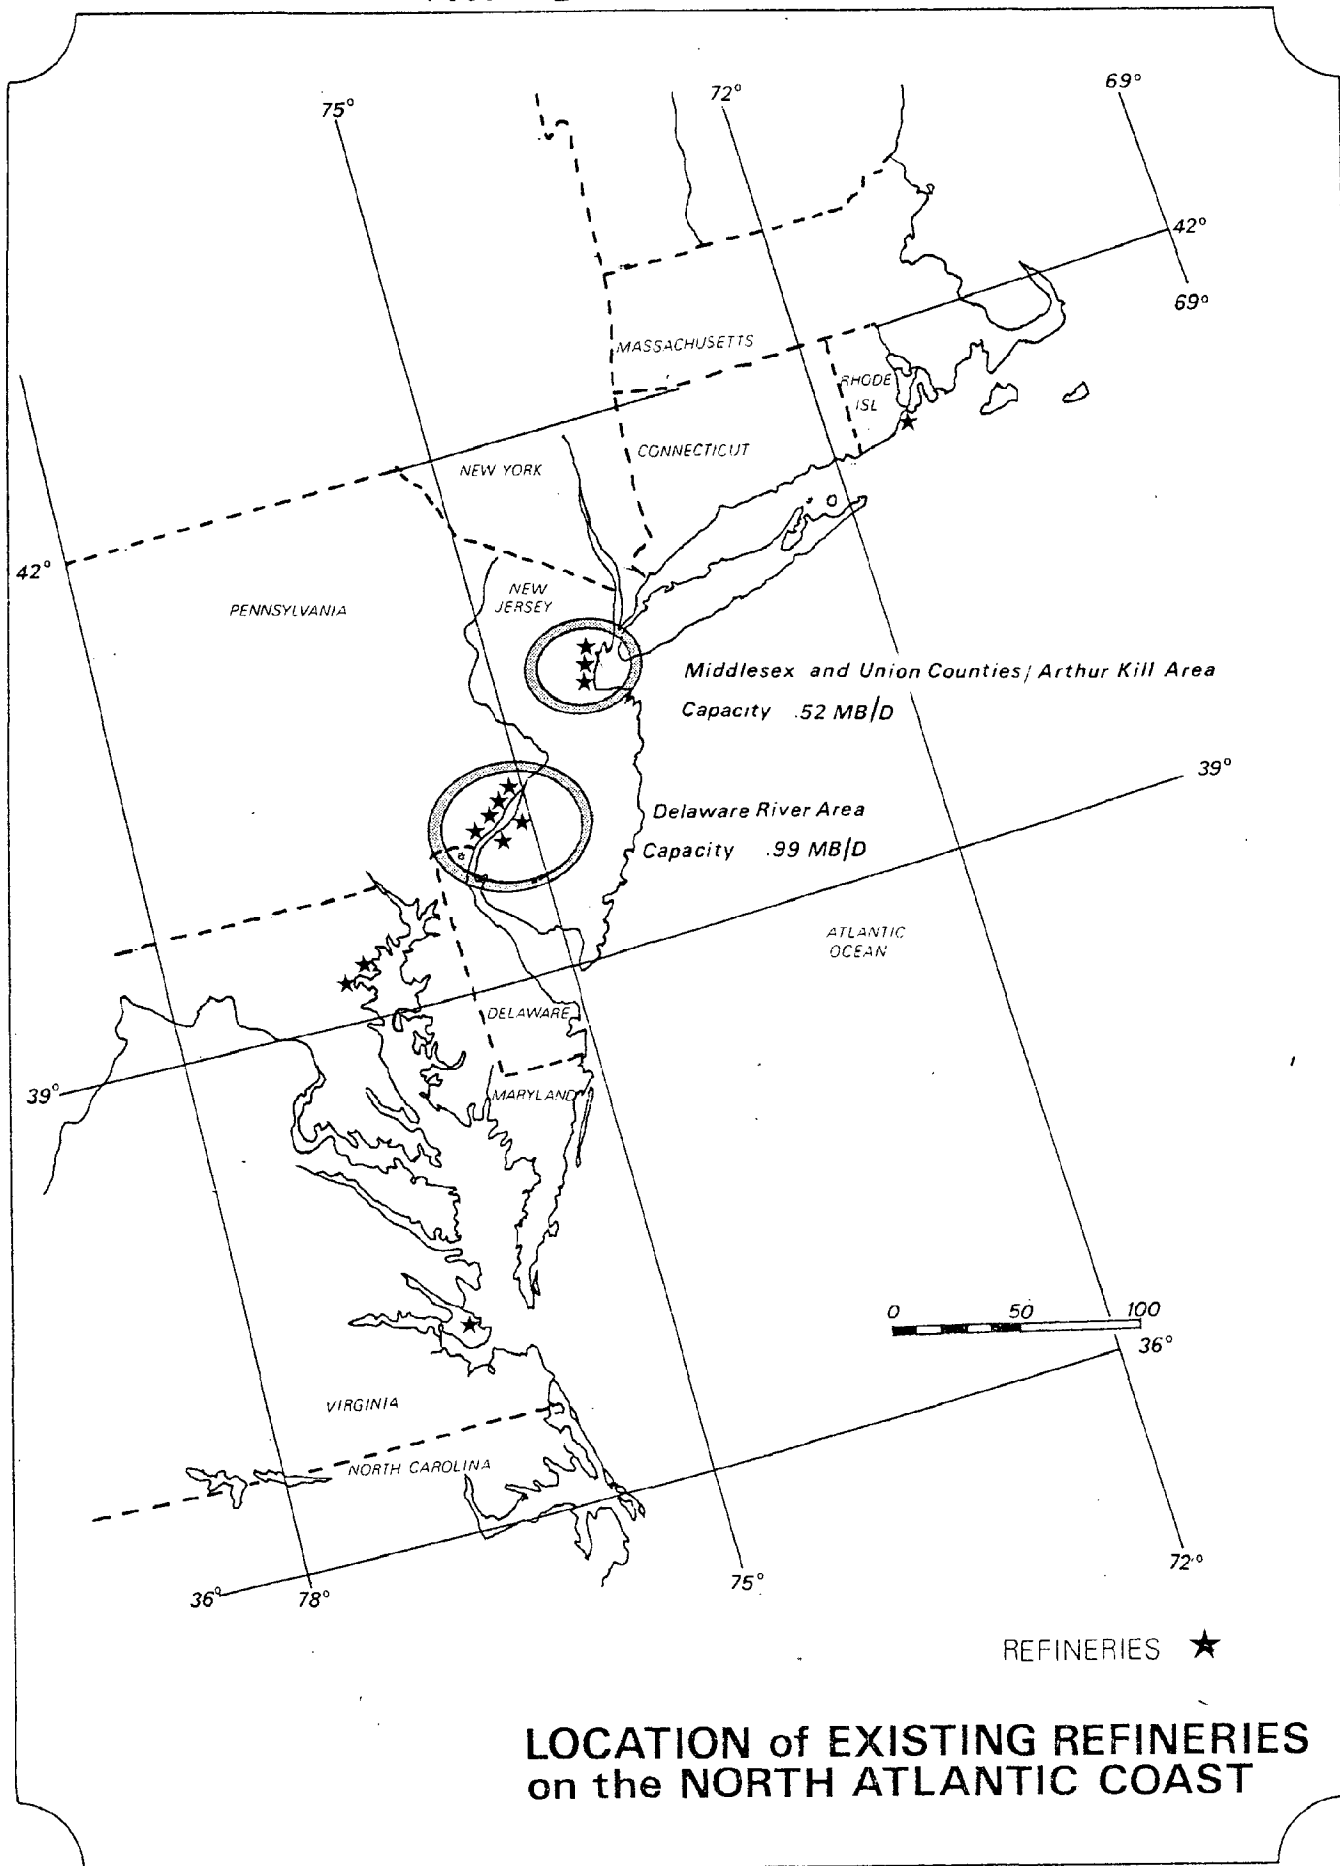 75°
72°
69°
42°
69°
MASSACHUSETTS
RHODE
ISL
CONNECTICUT
NEW YORK
42°
NEW
JERSEY
PENNSYLVANIA
Middlesex and Union Counties/Arthur Kill Area
Capacity .52 MB/D
39°
Delaware River Area
Capacity .99 MB/D
ATLANTIC
OCEAN
DELAWARE
39°
MARYLAND
0 50 100
36°
VIRGINIA
NORTH CAROLINA
72°
75°
36°
78°
REFINERIES
LOCATION of EXISTING REFINERIES
on the NORTH ATLANTIC COAST